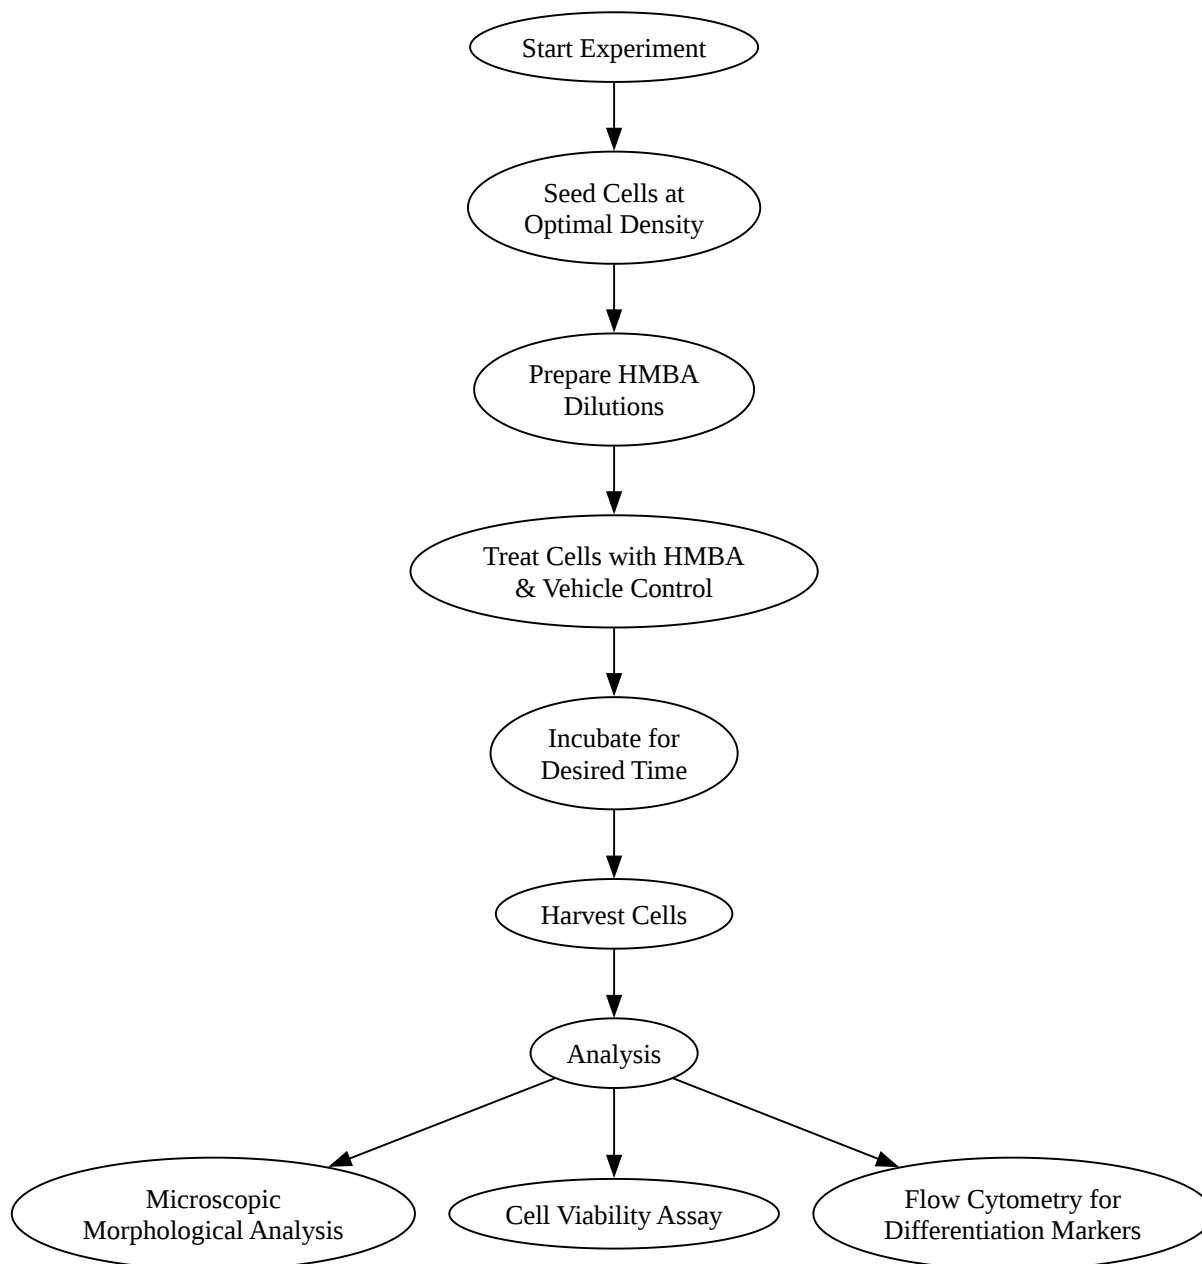 Start Experiment
Seed Cells at
Optimal Density
Prepare HMBA
Dilutions
Treat Cells with HMBA
& Vehicle Control
Incubate for
Desired Time
Harvest Cells
Analysis
Microscopic
Morphological Analysis
Cell Viability Assay
Flow Cytometry for
Differentiation Markers